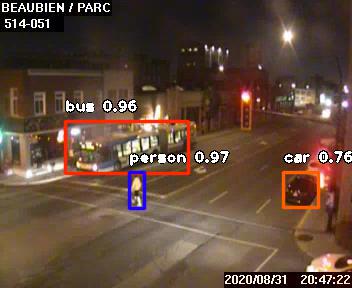 BEAUBIEN / PARC
514-051
bus 0.96
person 0.97
car 0.76
2020/08/31 20:47:22